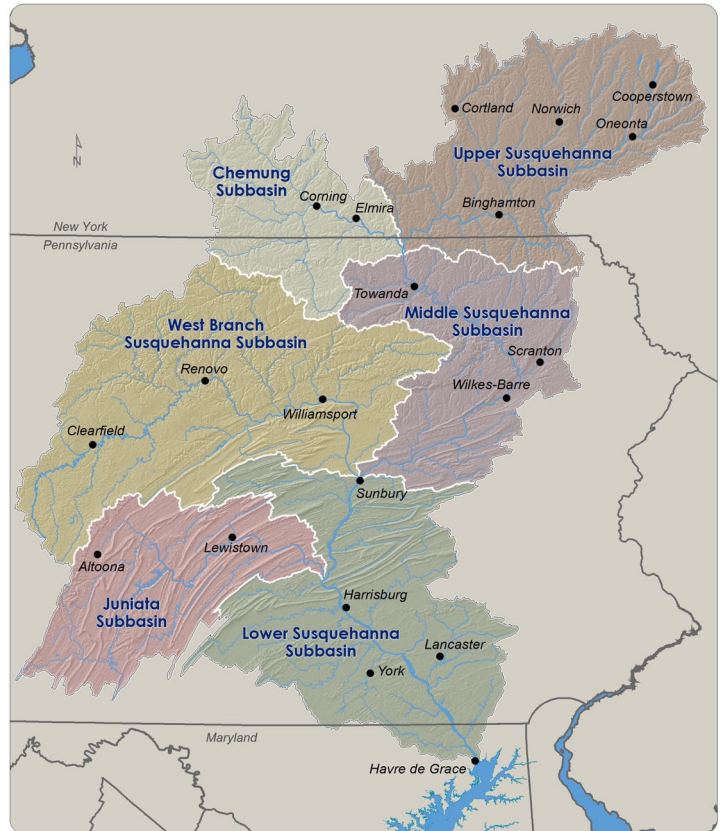 Cooperstown
Cortland
Norwich
Oneonta
Upper Susquehanna
Subbasin
Chemung
Subbasin
Corning
Elmira
Binghamton
N
New York
Pennsylvania
Towanda
Middle Susquehanna
Subbasin
West Branch
Susquehanna Subbasin
Scranton
Renovo
Wilkes-Barre
Williamsport
Clearfield
Sunbury
Lewistown
Altoona
Juniata
Subbasin
Harrisburg
Lower Susquehanna
Subbasin
Lancaster
York
Maryland
Havre de Grace